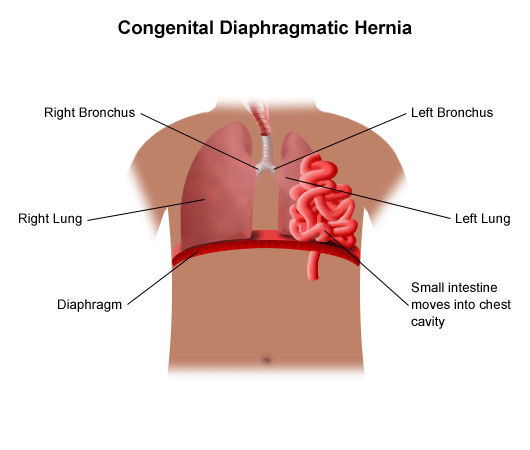 Congenital Diaphragmatic Hernia
Right Bronchus
Left Bronchus
Right Lung
Left Lung
Diaphragm
Small intestine
moves into chest
cavity